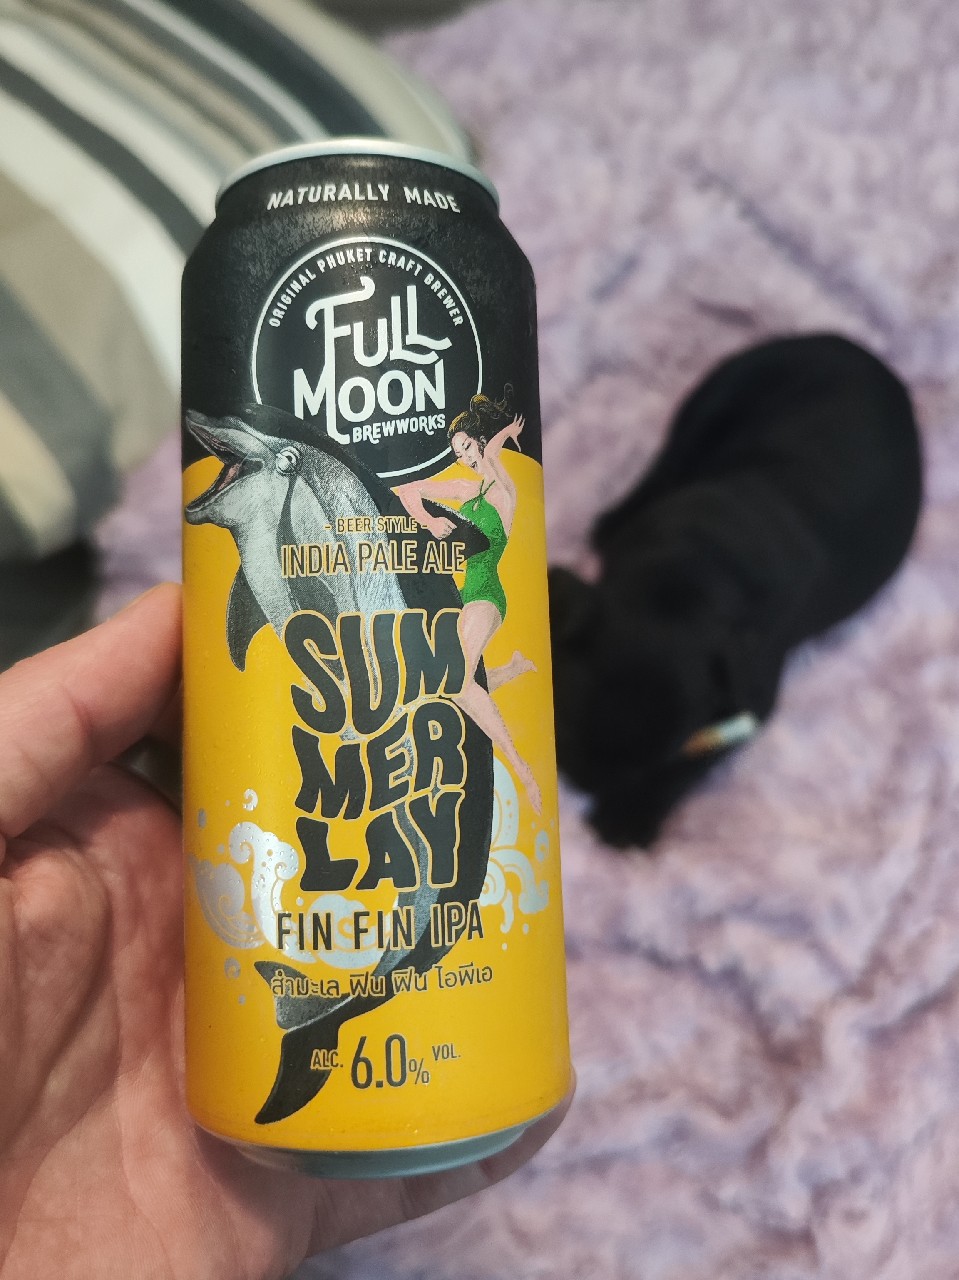 NATURALLY MADE
ORIGINAL PHUKET CRAFT BREWER
FULL
MOON
BREWWORKS
- BEER STYLE -
INDIA PALE ALE
SUM
MER
LAY
FIN FIN IPA
สำมะเล ฟิน ฟิน ไอพีเอ
ALC. 6.0% VOL.